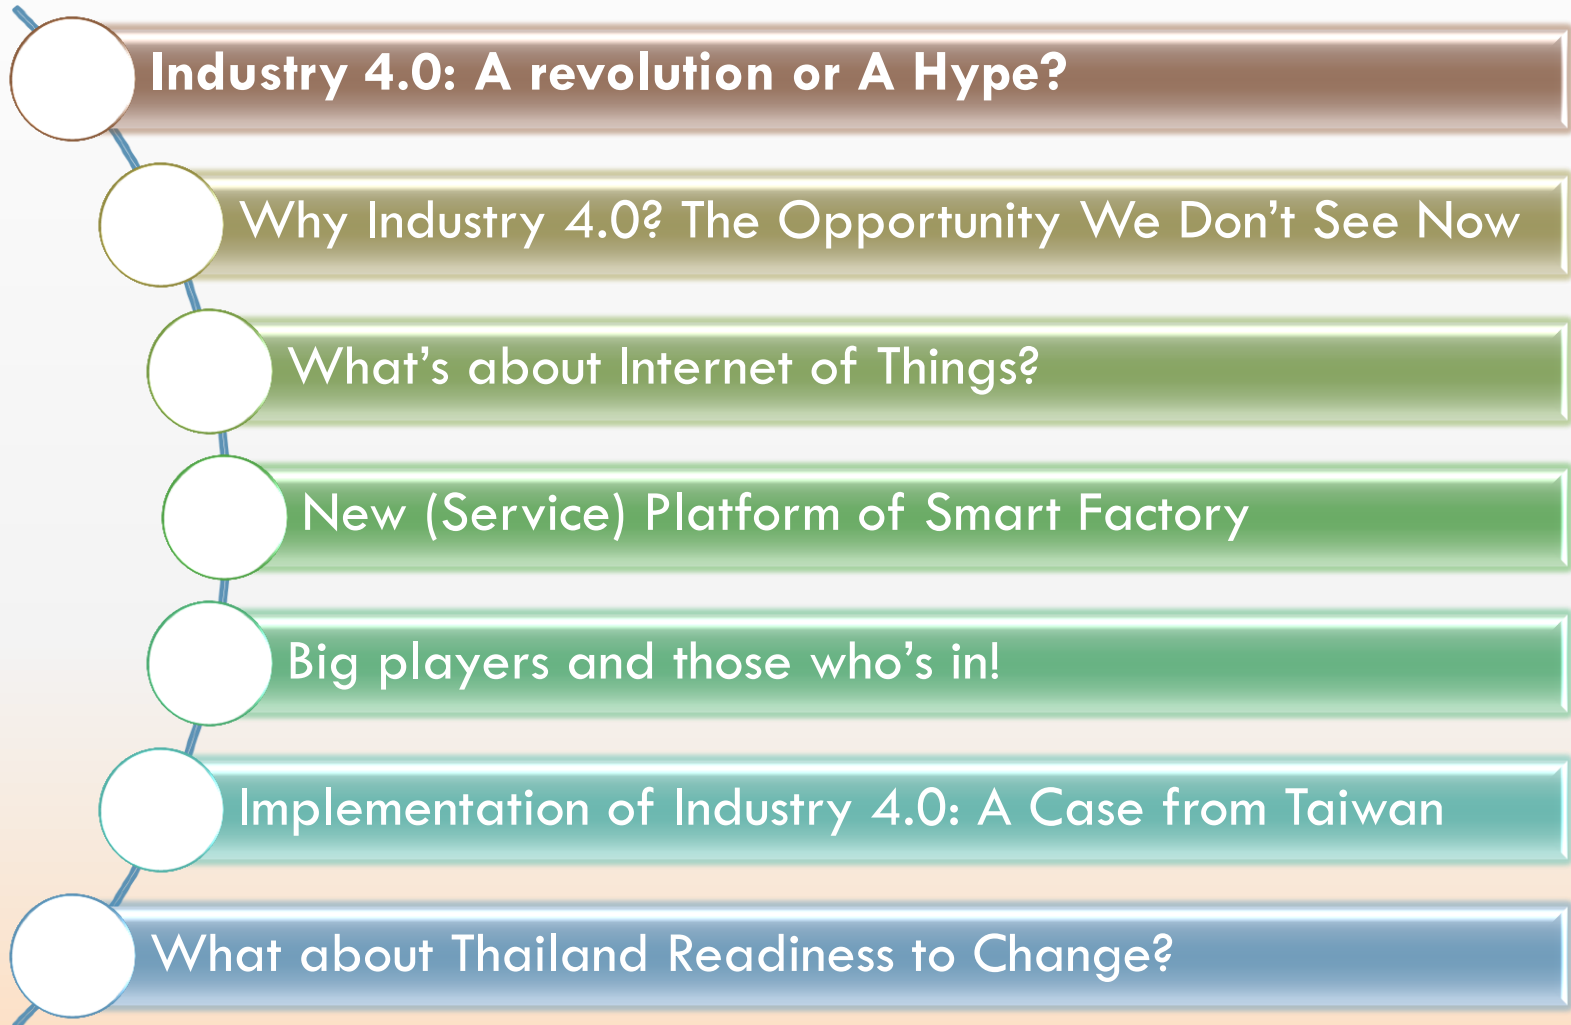 Industry 4.0: A revolution or A Hype?
Why Industry 4.0? The Opportunity We Don’t See Now
What’s about Internet of Things?
New (Service) Platform of Smart Factory
Big players and those who’s in!
Implementation of Industry 4.0: A Case from Taiwan
What about Thailand Readiness to Change?